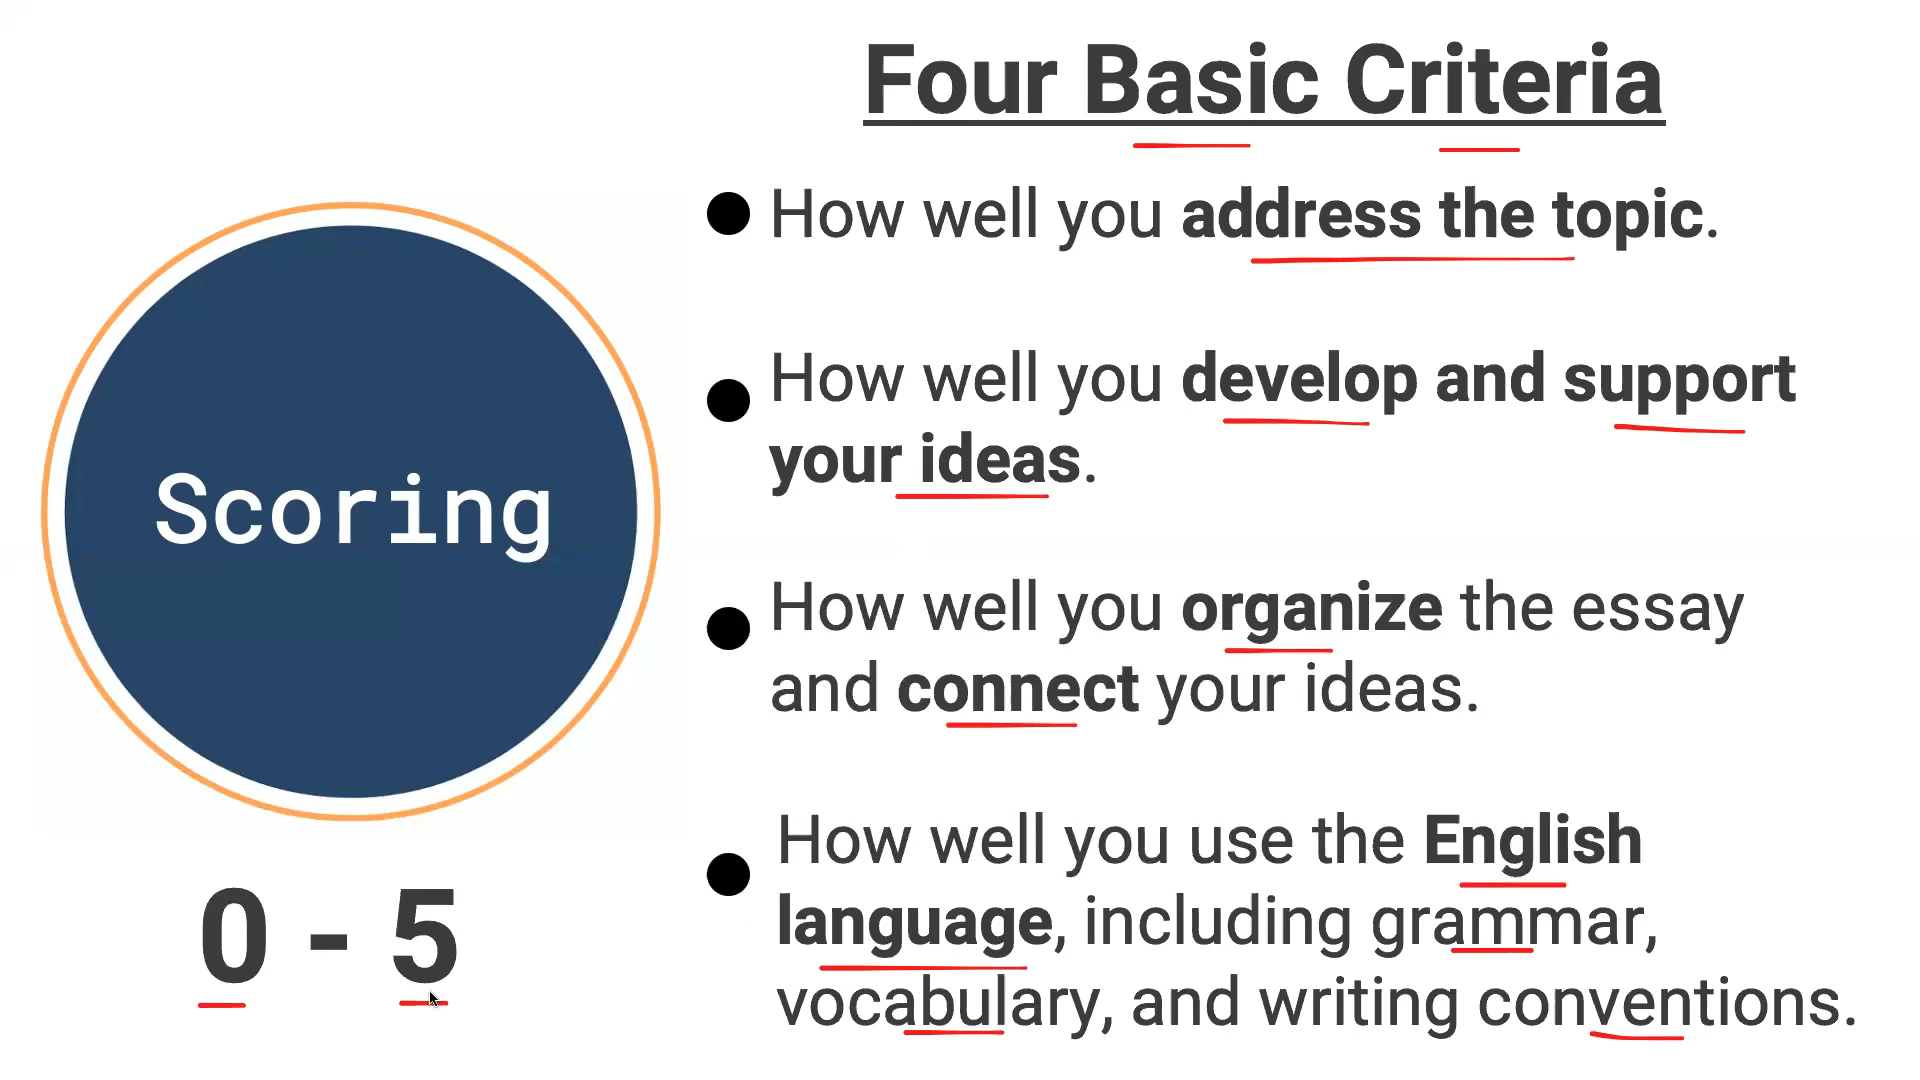 Four Basic Criteria
How well you address the topic.
How well you develop and support
your ideas.
How well you organize the essay
and connect your ideas.
How well you use the English
language, including grammar,
vocabulary, and writing conventions.
Scoring
0 - 5